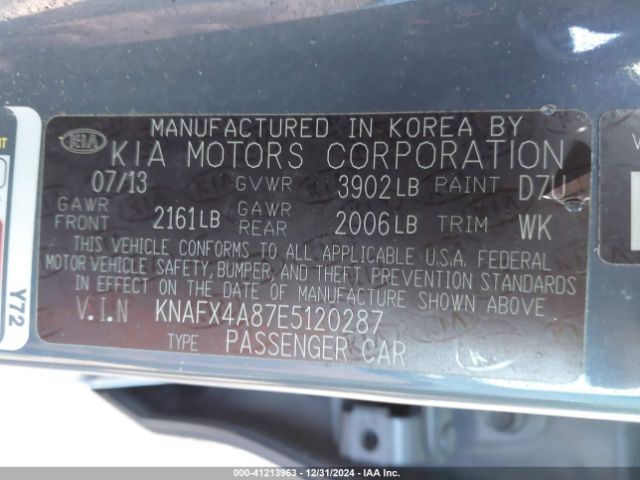 MANUFACTURED IN KOREA BY
KIA KIA MOTORS CORPORATION
07/13 GVWR 3902LB PAINT D7U
GAWR FRONT 2161LB GAWR REAR 2006LB TRIM WK
THIS VEHICLE CONFORMS TO ALL APPLICABLE U.S.A. FEDERAL
MOTOR VEHICLE SAFETY, BUMPER, AND THEFT PREVENTION STANDARDS
IN EFFECT ON THE DATE OF MANUFACTURE SHOWN ABOVE
V.I.N KNAFX4A87E5120287
TYPE PASSENGER CAR
Y72
000-41213963 - 12/31/2024 - IAA Inc.